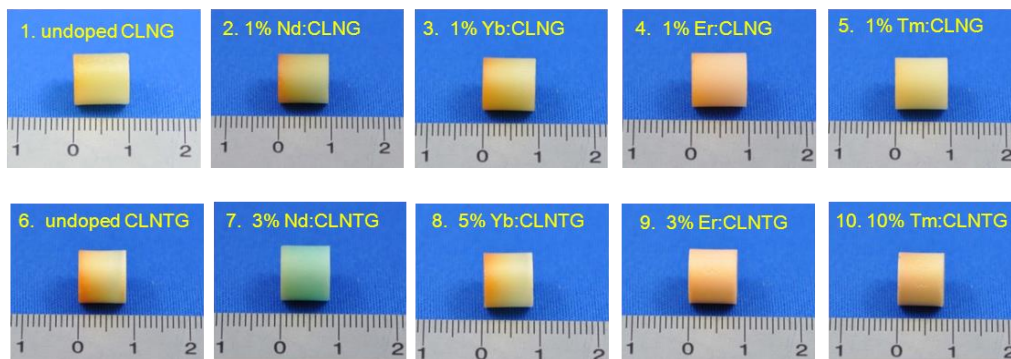 1. undoped CLNG
2. 1% Nd:CLNG
3. 1% Yb:CLNG
4. 1% Er:CLNG
5. 1% Tm:CLNG
1 0 1 2
1 0 1 2
1 0 1 2
1 0 1 2
1 0 1 2
6. undoped CLNTG
7. 3% Nd:CLNTG
8. 5% Yb:CLNTG
9. 3% Er:CLNTG
10. 10% Tm:CLNTG
1 0 1 2
1 0 1 2
1 0 1 2
1 0 1 2
1 0 1 2